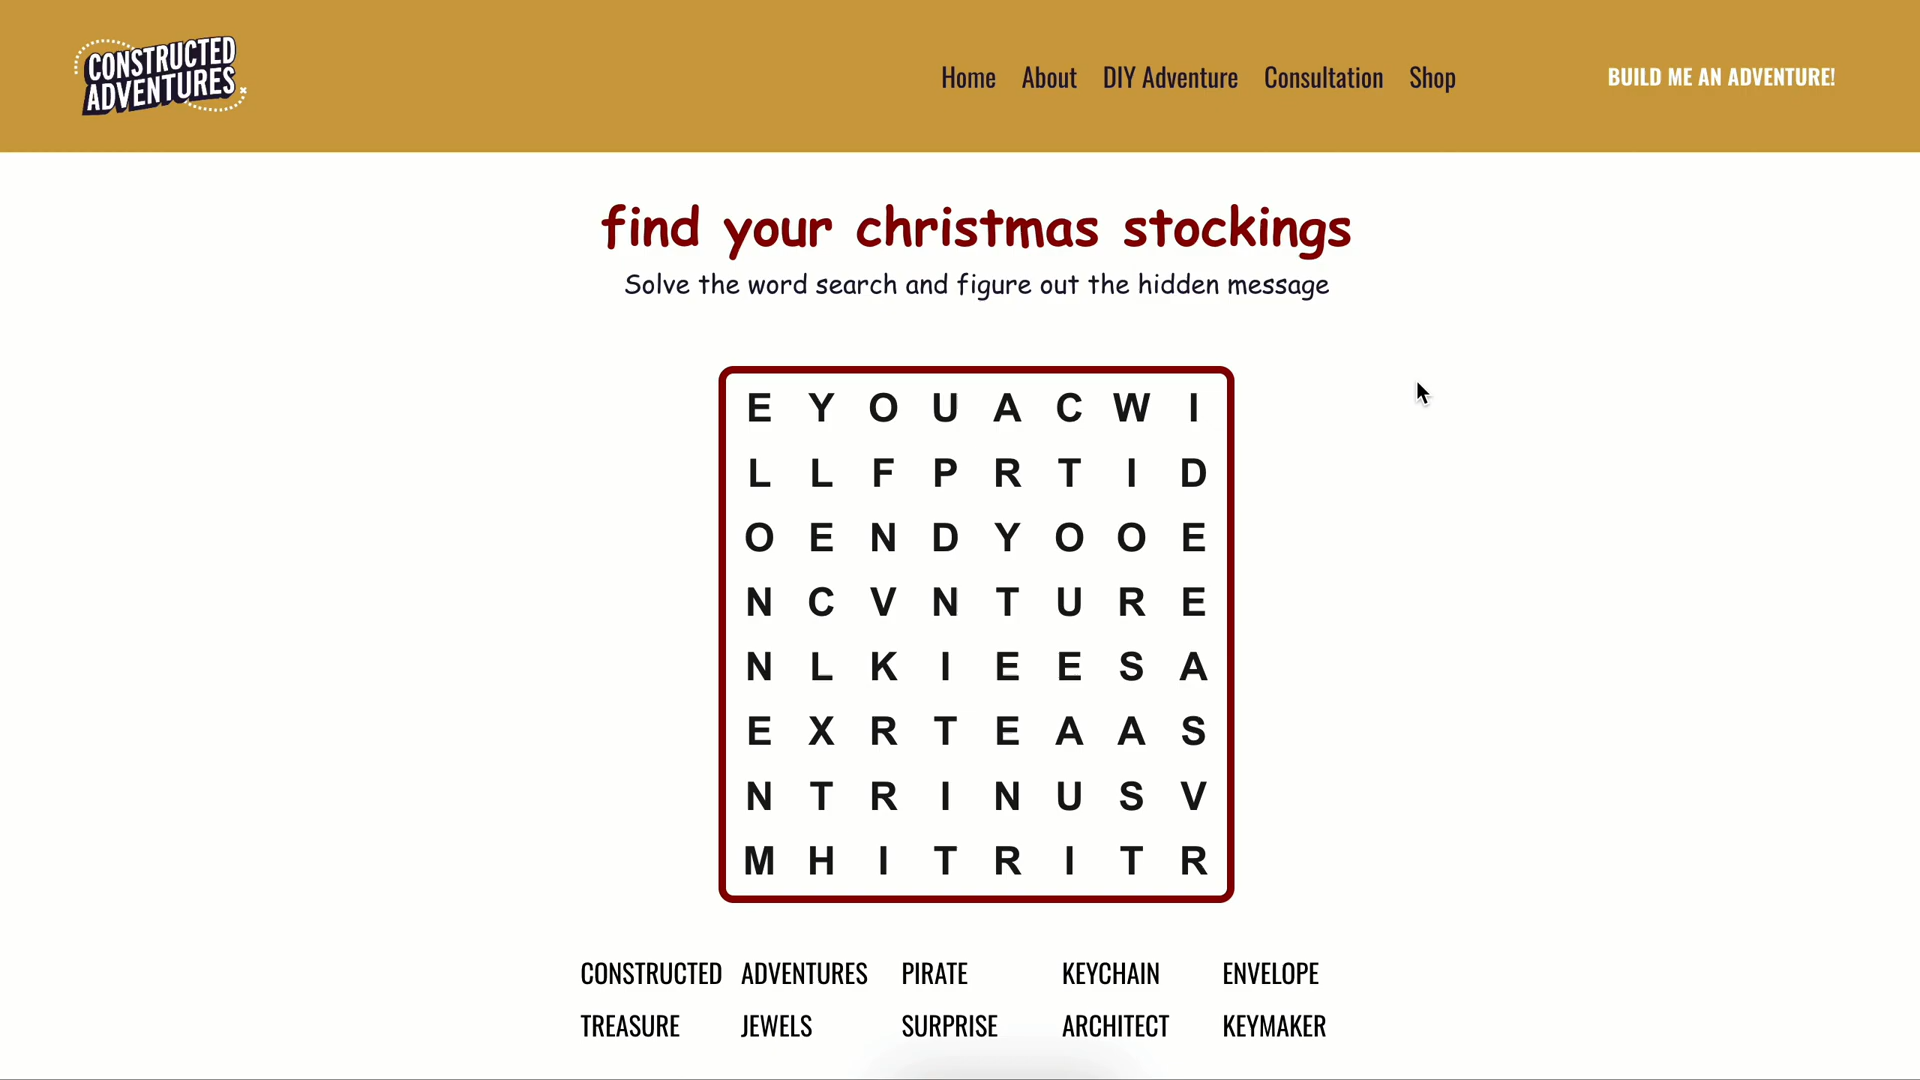 CONSTRUCTED
ADVENTURES
Home About DIY Adventure Consultation Shop
BUILD ME AN ADVENTURE!
find your christmas stockings
Solve the word search and figure out the hidden message
E Y O U A C W I
L L F P R T I D
O E N D Y O O E
N C V N T U R E
N L K I E E S A
E X R T E A A S
N T R I N U S V
M H I T R I T R
CONSTRUCTED ADVENTURES PIRATE KEYCHAIN ENVELOPE
TREASURE JEWELS SURPRISE ARCHITECT KEYMAKER